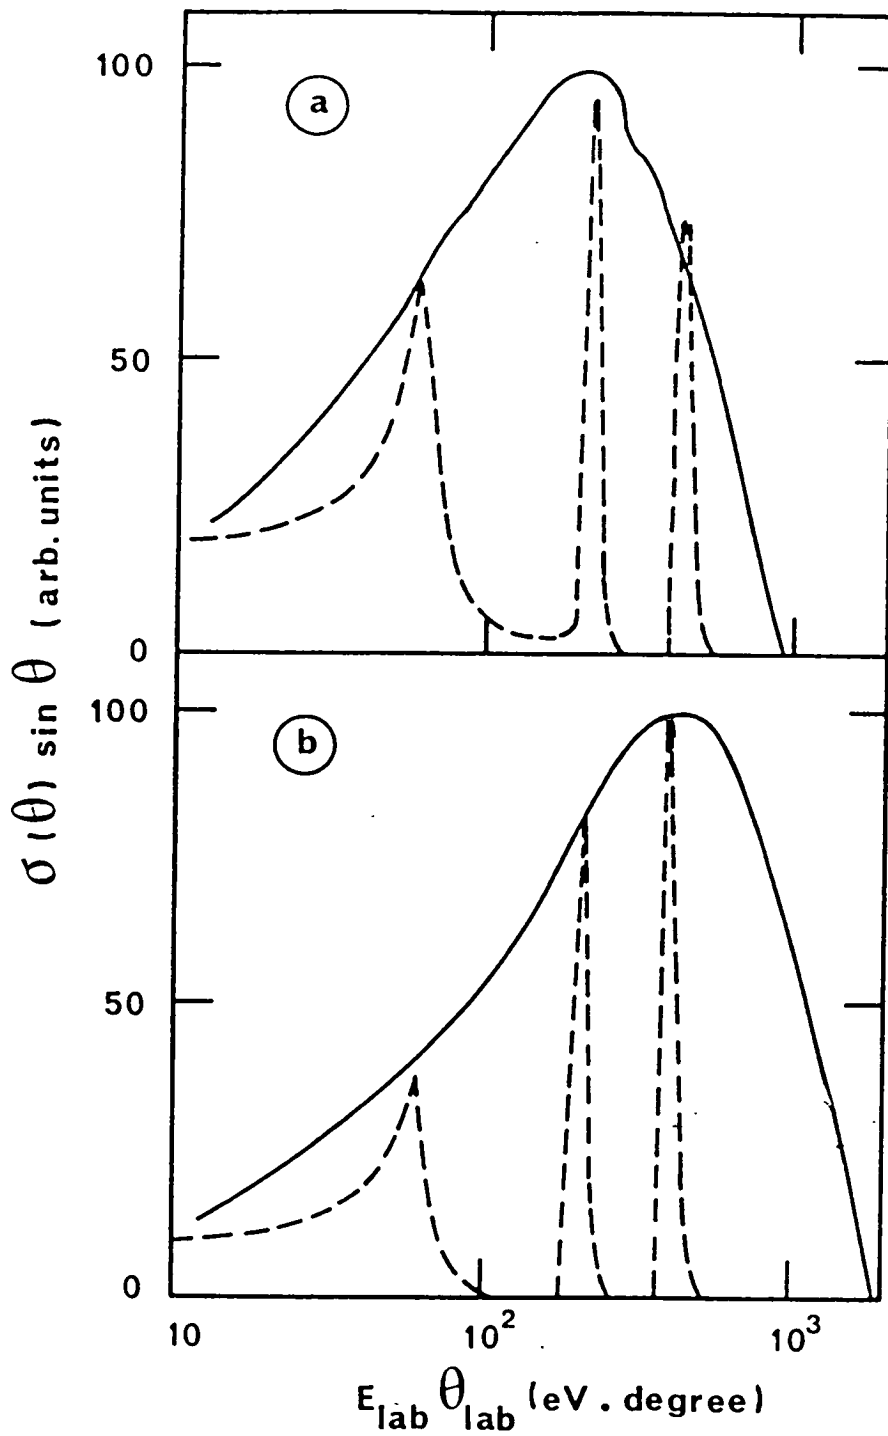 100
a
50
0
100
b
50
0
10 10² 10³
E_lab θ_lab (eV . degree)
σ(θ) sin θ (arb. units)